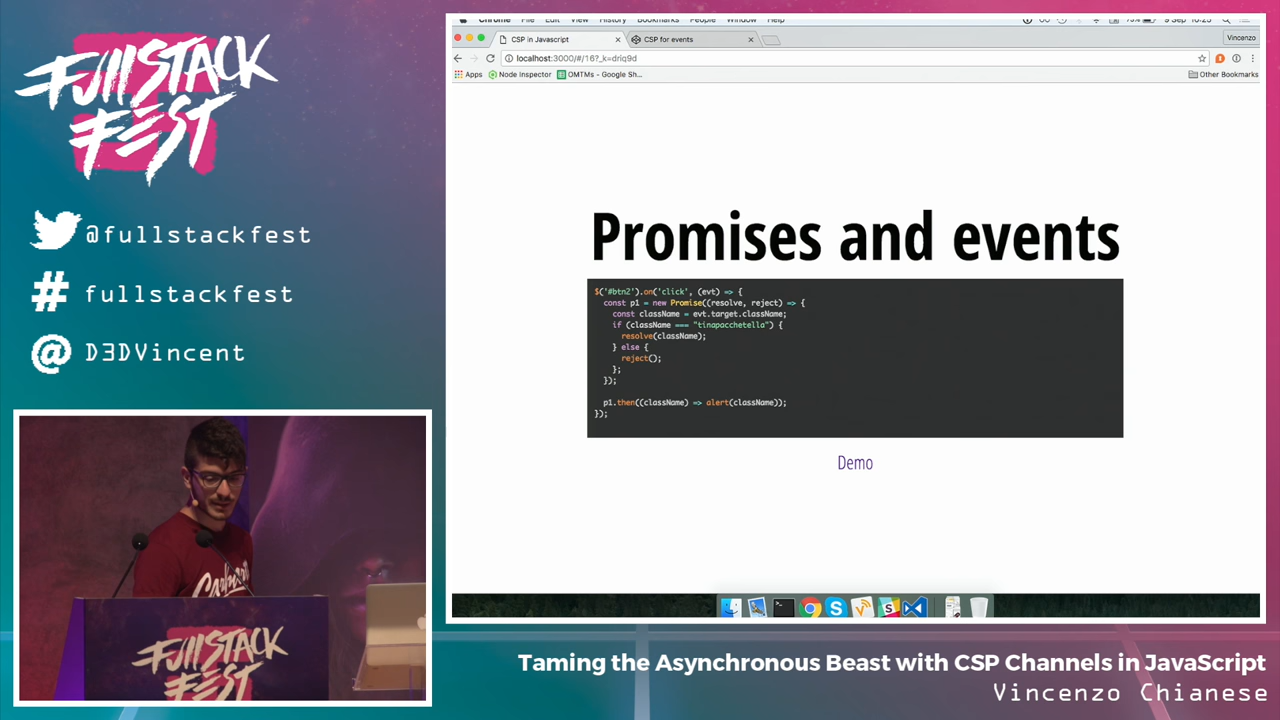 FullStack
Fest
@fullstackfest
# fullstackfest
@ D3DVincent
Chrome File Edit View History Bookmarks People Window Help
CSP in Javascript
CSP for events
Vincenzo
localhost:3000/#/16?_k=driq9d
Apps Node Inspector OMTMs - Google Sh...
Other Bookmarks
Promises and events
$('#btn2').on('click', (evt) => {
const p1 = new Promise((resolve, reject) => {
const className = evt.target.className;
if (className === "tinapacchetella") {
resolve(className);
} else {
reject();
};
});
p1.then((className) => alert(className));
});
Demo
FullStack
Fest
Taming the Asynchronous Beast with CSP Channels in JavaScript
Vincenzo Chianese